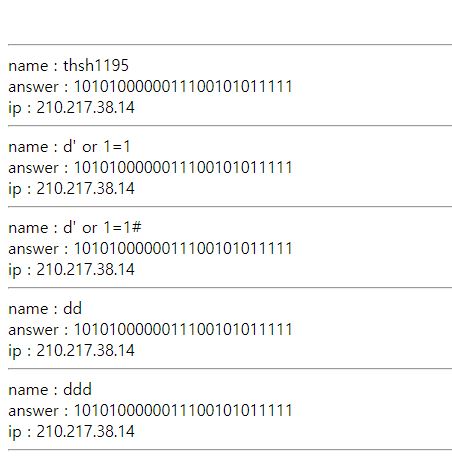 name : thsh1195
answer : 1010100000011100101011111
ip : 210.217.38.14
name : d' or 1=1
answer : 1010100000011100101011111
ip : 210.217.38.14
name : d' or 1=1#
answer : 1010100000011100101011111
ip : 210.217.38.14
name : dd
answer : 1010100000011100101011111
ip : 210.217.38.14
name : ddd
answer : 1010100000011100101011111
ip : 210.217.38.14